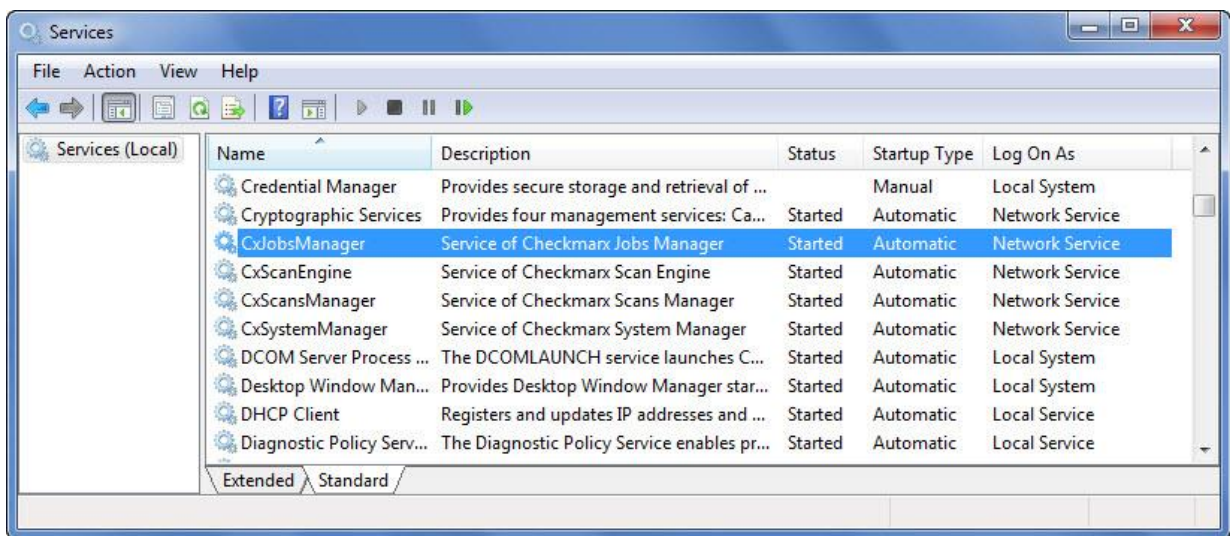 Services
File Action View Help
Services (Local)
Name Description Status Startup Type Log On As
Credential Manager Provides secure storage and retrieval of ... Manual Local System
Cryptographic Services Provides four management services: Ca... Started Automatic Network Service
CxJobsManager Service of Checkmarx Jobs Manager Started Automatic Network Service
CxScanEngine Service of Checkmarx Scan Engine Started Automatic Network Service
CxScansManager Service of Checkmarx Scans Manager Started Automatic Network Service
CxSystemManager Service of Checkmarx System Manager Started Automatic Network Service
DCOM Server Process ... The DCOMLAUNCH service launches C... Started Automatic Local System
Desktop Window Man... Provides Desktop Window Manager star... Started Automatic Local System
DHCP Client Registers and updates IP addresses and ... Started Automatic Local Service
Diagnostic Policy Serv... The Diagnostic Policy Service enables pr... Started Automatic Local Service
Extended Standard